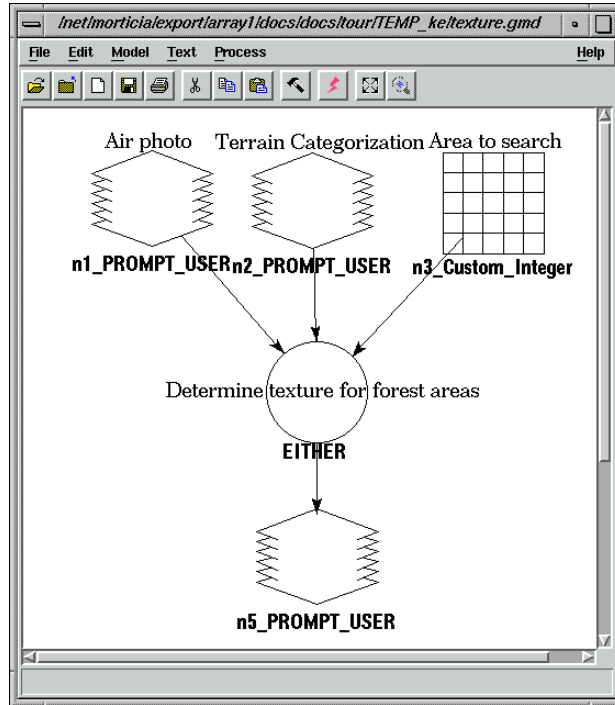 /net/morticia/export/array1/docs/docs/tour/TEMP_ke/texture.gmd
File Edit Model Text Process Help
Air photo Terrain Categorization Area to search
n1_PROMPT_USER n2_PROMPT_USER n3_Custom_Integer
Determine texture for forest areas
EITHER
n5_PROMPT_USER